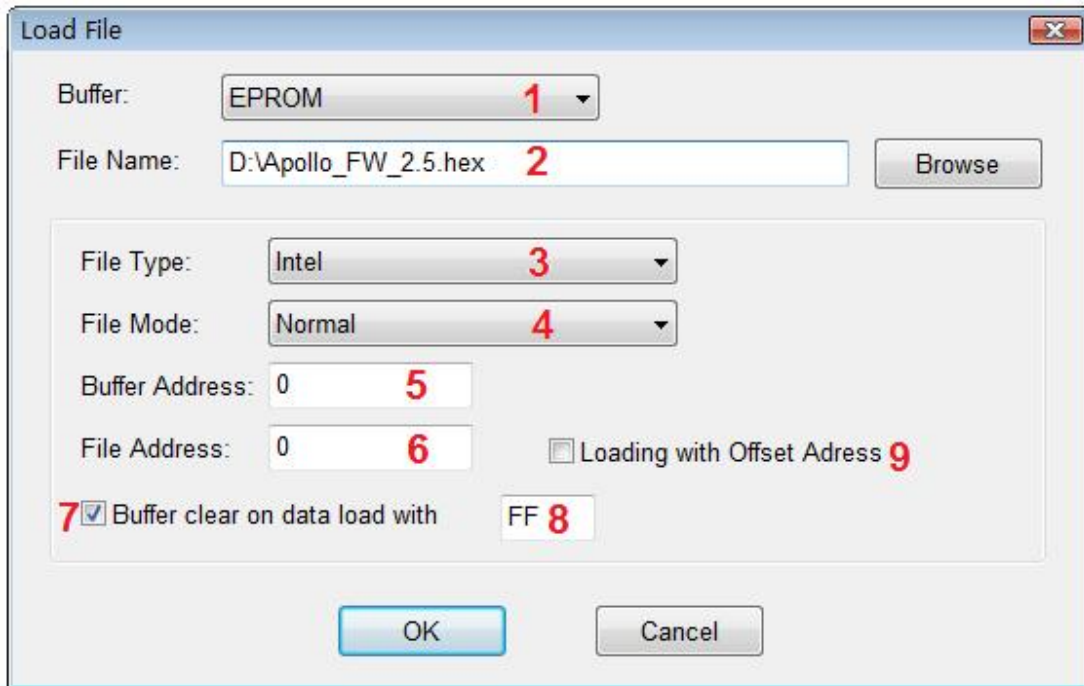 Load File
Buffer: EPROM 1
File Name: D:\Apollo_FW_2.5.hex 2 Browse
File Type: Intel 3
File Mode: Normal 4
Buffer Address: 0 5
File Address: 0 6 Loading with Offset Adress 9
7 Buffer clear on data load with FF 8
OK Cancel